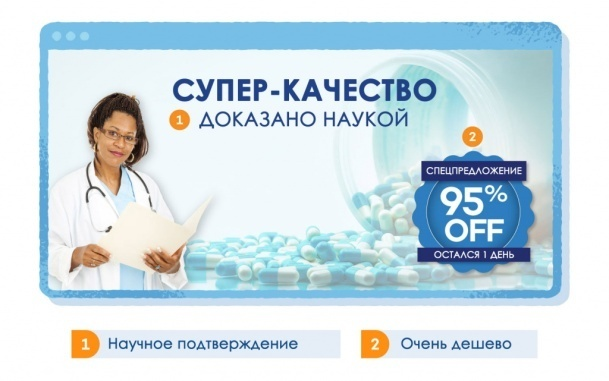 СУПЕР-КАЧЕСТВО
1 ДОКАЗАНО НАУКОЙ
2
СПЕЦПРЕДЛОЖЕНИЕ
95%
OFF
ОСТАЛСЯ 1 ДЕНЬ
1 Научное подтверждение
2 Очень дешево